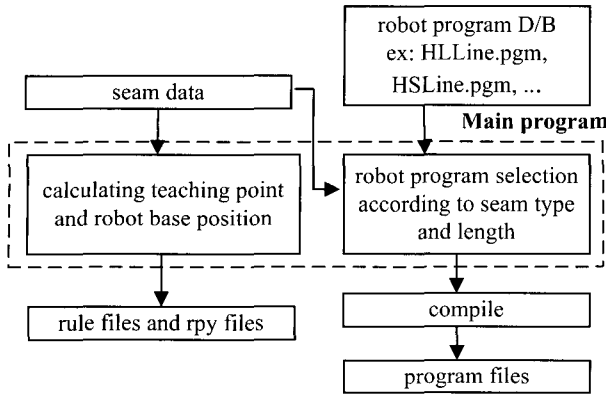 robot program D/B
ex: HLLine.pgm,
HSLine.pgm, ...
seam data
Main program
calculating teaching point
and robot base position
robot program selection
according to seam type
and length
rule files and rpy files
compile
program files